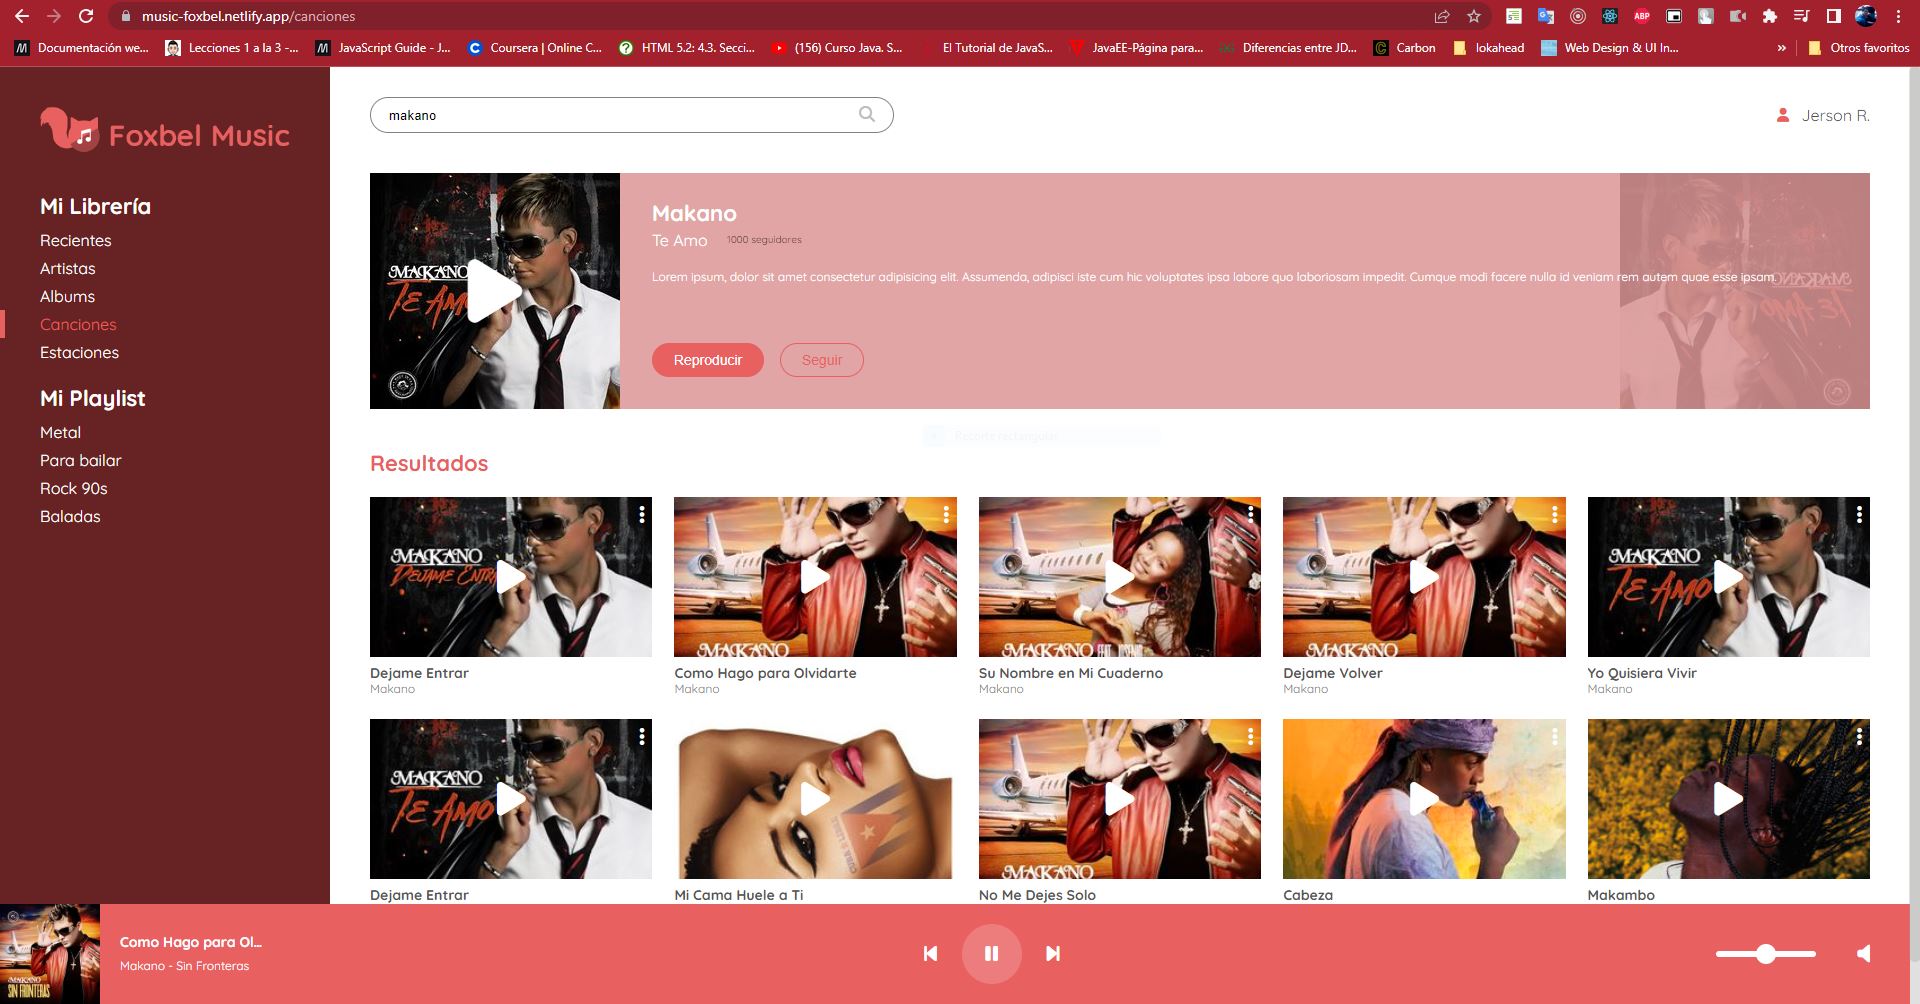 music-foxbel.netlify.app/canciones
Documentación we...
Lecciones 1 a la 3 -...
JavaScript Guide - J...
Coursera | Online C...
HTML 5.2: 4.3. Secci...
(156) Curso Java. S...
El Tutorial de JavaS...
JavaEE-Página para...
Diferencias entre JD...
Carbon
lokahead
Web Design & UI In...
»
Otros favoritos
Foxbel Music
makano
Jerson R.
Mi Librería
Recientes
Artistas
Albums
Canciones
Estaciones
Mi Playlist
Metal
Para bailar
Rock 90s
Baladas
MAKANO
TE AMO
Makano
Te Amo 1000 seguidores
Lorem ipsum, dolor sit amet consectetur adipisicing elit. Assumenda, adipisci iste cum hic voluptates ipsa labore quo laboriosam impedit. Cumque modi facere nulla id veniam rem autem quae esse ipsam.
Reproducir
Seguir
MAKANO
TE AMO
Recorte rectangular
Resultados
MAKANO
DEJAME ENTRAR
Dejame Entrar
Makano
MAKANO
Como Hago para Olvidarte
Makano
MAKANO FEAT.
Su Nombre en Mi Cuaderno
Makano
MAKANO
Dejame Volver
Makano
MAKANO
TE AMO
Yo Quisiera Vivir
Makano
MAKANO
TE AMO
Dejame Entrar
Mi Cama Huele a Ti
MAKANO
No Me Dejes Solo
Cabeza
Makambo
MAKANO
SIN FRONTERAS
Como Hago para Ol...
Makano - Sin Fronteras